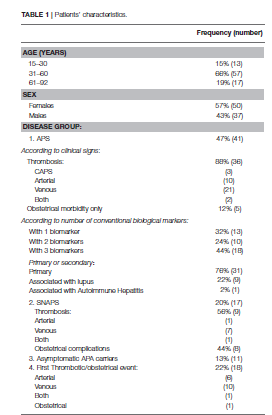 TABLE 1 | Patients' characteristics.
Frequency (number)
AGE (YEARS)
15–30 15% (13)
31–60 66% (57)
61–92 19% (17)
SEX
Females 57% (50)
Males 43% (37)
DISEASE GROUP:
1. APS 47% (41)
According to clinical signs:
Thrombosis: 88% (36)
CAPS (3)
Arterial (10)
Venous (21)
Both (2)
Obstetrical morbidity only 12% (5)
According to number of conventional biological markers:
With 1 biomarker 32% (13)
With 2 biomarkers 24% (10)
With 3 biomarkers 44% (18)
Primary or secondary:
Primary 76% (31)
Associated with lupus 22% (9)
Associated with Autoimmune Hepatitis 2% (1)
2. SNAPS 20% (17)
Thrombosis: 56% (9)
Arterial (1)
Venous (7)
Both (1)
Obstetrical complications 44% (8)
3. Asymptomatic APA carriers 13% (11)
4. First Thrombotic/obstetrical event: 22% (18)
Arterial (6)
Venous (10)
Both (1)
Obstetrical (1)